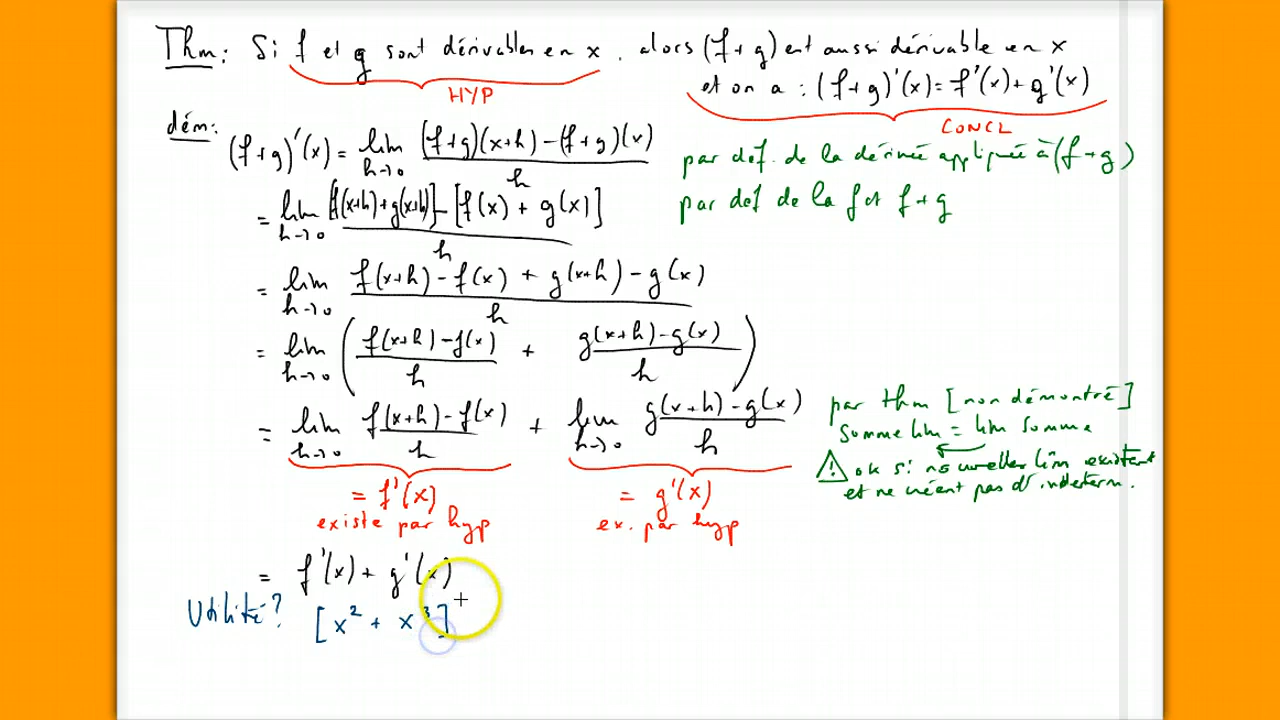 Thm: Si f et g sont dérivables en x, alors (f+g) est aussi dérivable en x
et on a : (f+g)'(x) = f'(x) + g'(x)
HYP
CONCL
dém:
(f+g)'(x) = lim h→0 (f+g)(x+h) − (f+g)(x) / h
par def. de la dérivée appliquée à (f+g)
= lim h→0 [f(x+h) + g(x+h)] − [f(x) + g(x)] / h
par def de la f et f+g
= lim h→0 f(x+h) − f(x) + g(x+h) − g(x) / h
= lim h→0 ( f(x+h) − f(x) / h + g(x+h) − g(x) / h )
= lim h→0 f(x+h) − f(x) / h + lim h→0 g(x+h) − g(x) / h
par thm [non démontré]
somme lim = lim somme
⚠ ok si nouvelles lim existent
et ne créent pas d'indéterm.
= f'(x)
existe par hyp
= g'(x)
ex. par hyp
= f'(x) + g'(x)
Utilité? [x² + x³]